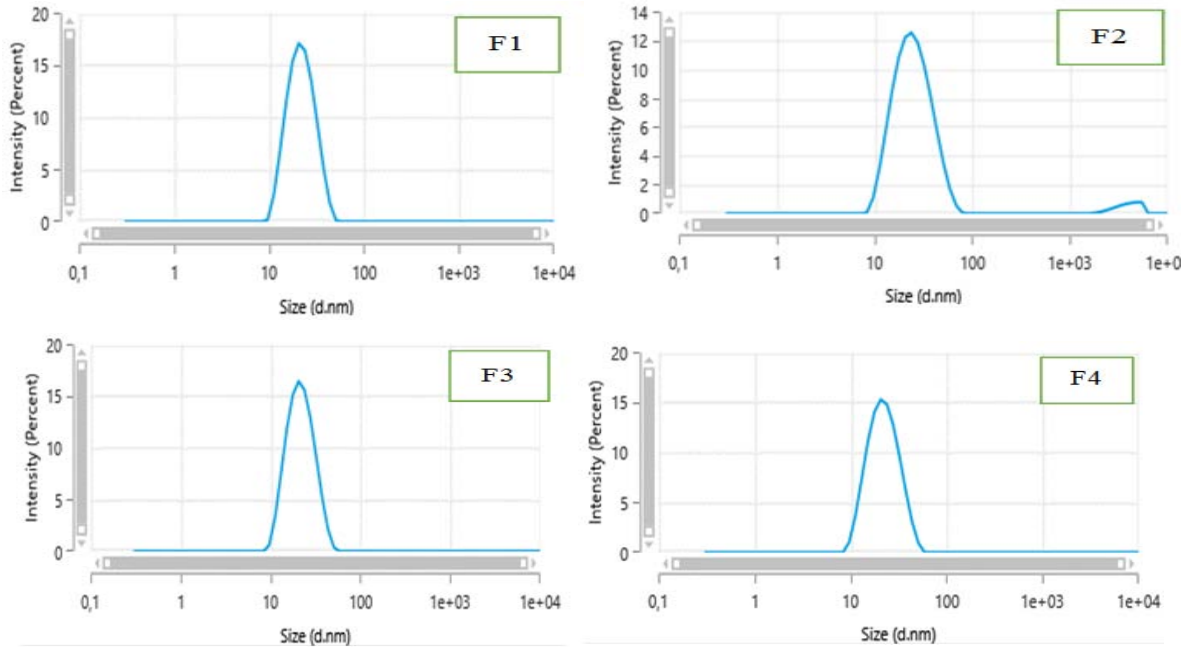 F1
Intensity (Percent)
20
15
10
5
0
0,1 1 10 100 1e+03 1e+04
Size (d.nm)
F2
Intensity (Percent)
14
12
10
8
6
4
2
0
0,1 1 10 100 1e+03 1e+0
Size (d.nm)
F3
Intensity (Percent)
20
15
10
5
0
0,1 1 10 100 1e+03 1e+04
Size (d.nm)
F4
Intensity (Percent)
20
15
10
5
0
0,1 1 10 100 1e+03 1e+04
Size (d.nm)